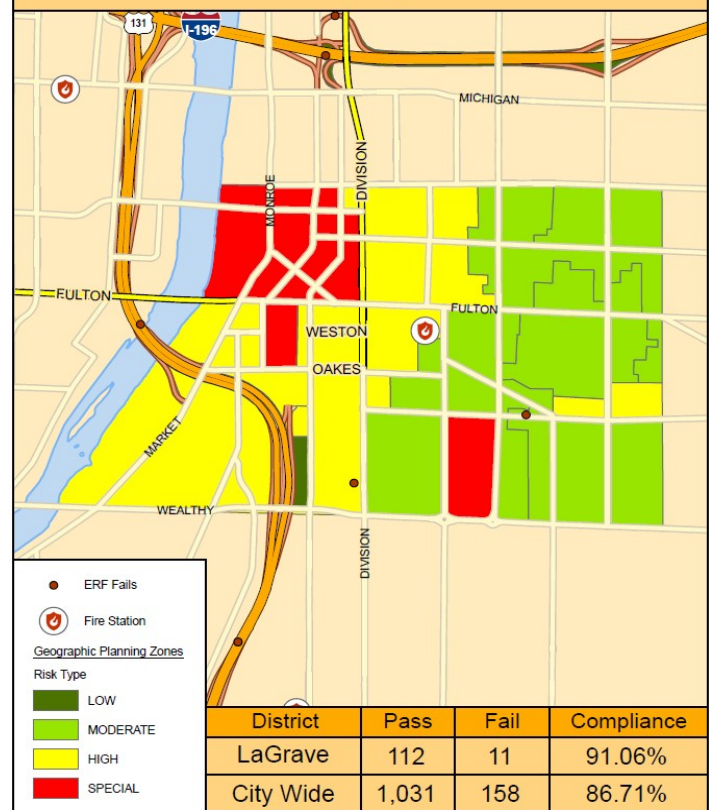 131
I-196
MICHIGAN
MONROE
DIVISION
FULTON
FULTON
WESTON
OAKES
MARKET
WEALTHY
DIVISION
ERF Fails
Fire Station
Geographic Planning Zones
Risk Type
LOW
MODERATE
HIGH
SPECIAL
District Pass Fail Compliance
LaGrave 112 11 91.06%
City Wide 1,031 158 86.71%